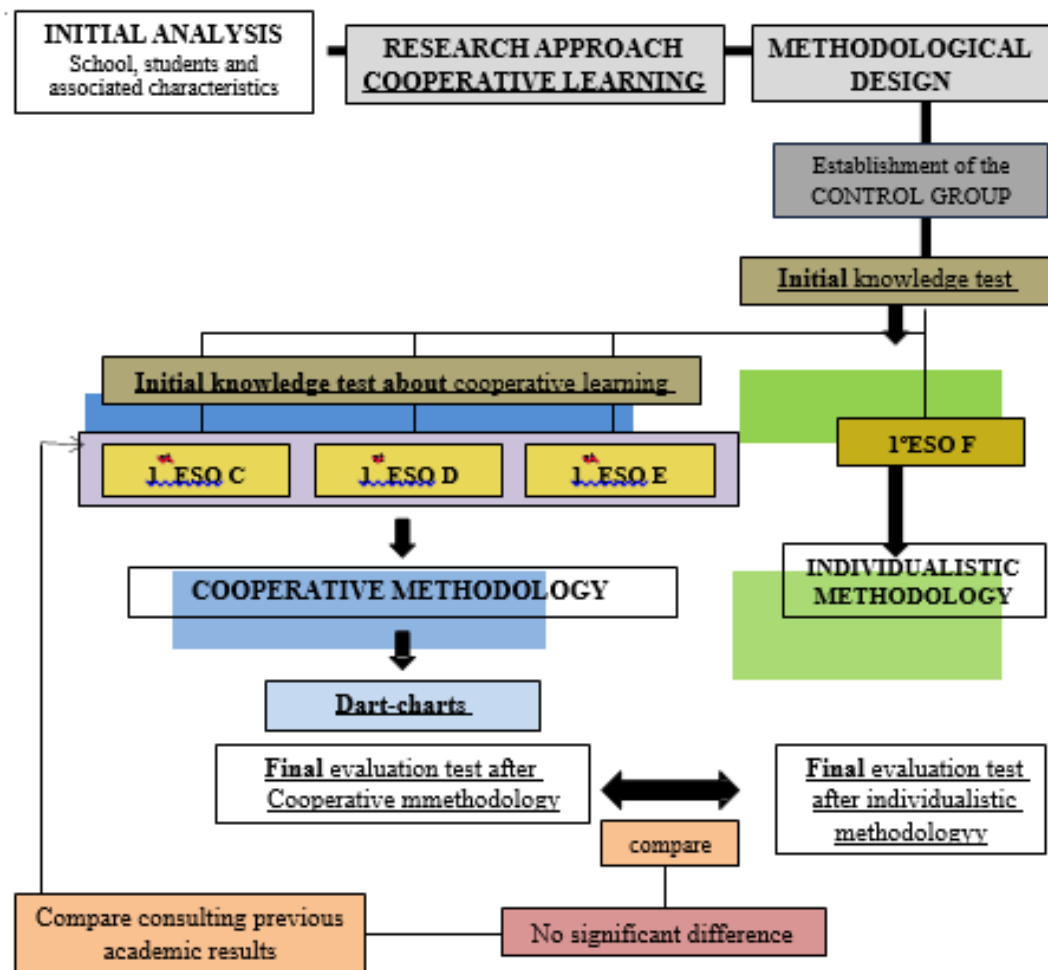 INITIAL ANALYSIS
School, students and
associated characteristics
RESEARCH APPROACH
COOPERATIVE LEARNING
METHODOLOGICAL
DESIGN
Establishment of the
CONTROL GROUP
Initial knowledge test
Initial knowledge test about cooperative learning
1st ESO C
1st ESO D
1st ESO E
1ºESO F
COOPERATIVE METHODOLOGY
INDIVIDUALISTIC
METHODOLOGY
Dart-charts
Final evaluation test after
Cooperative mmethodology
Final evaluation test
after individualistic
methodologyy
compare
Compare consulting previous
academic results
No significant difference